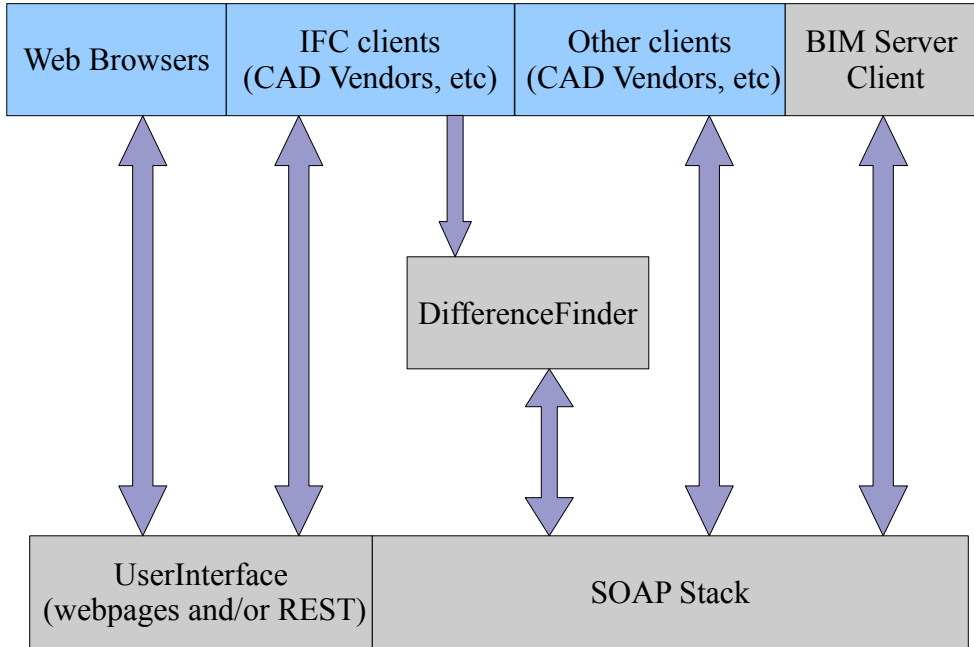 Web Browsers
IFC clients
(CAD Vendors, etc)
Other clients
(CAD Vendors, etc)
BIM Server
Client
DifferenceFinder
UserInterface
(webpages and/or REST)
SOAP Stack